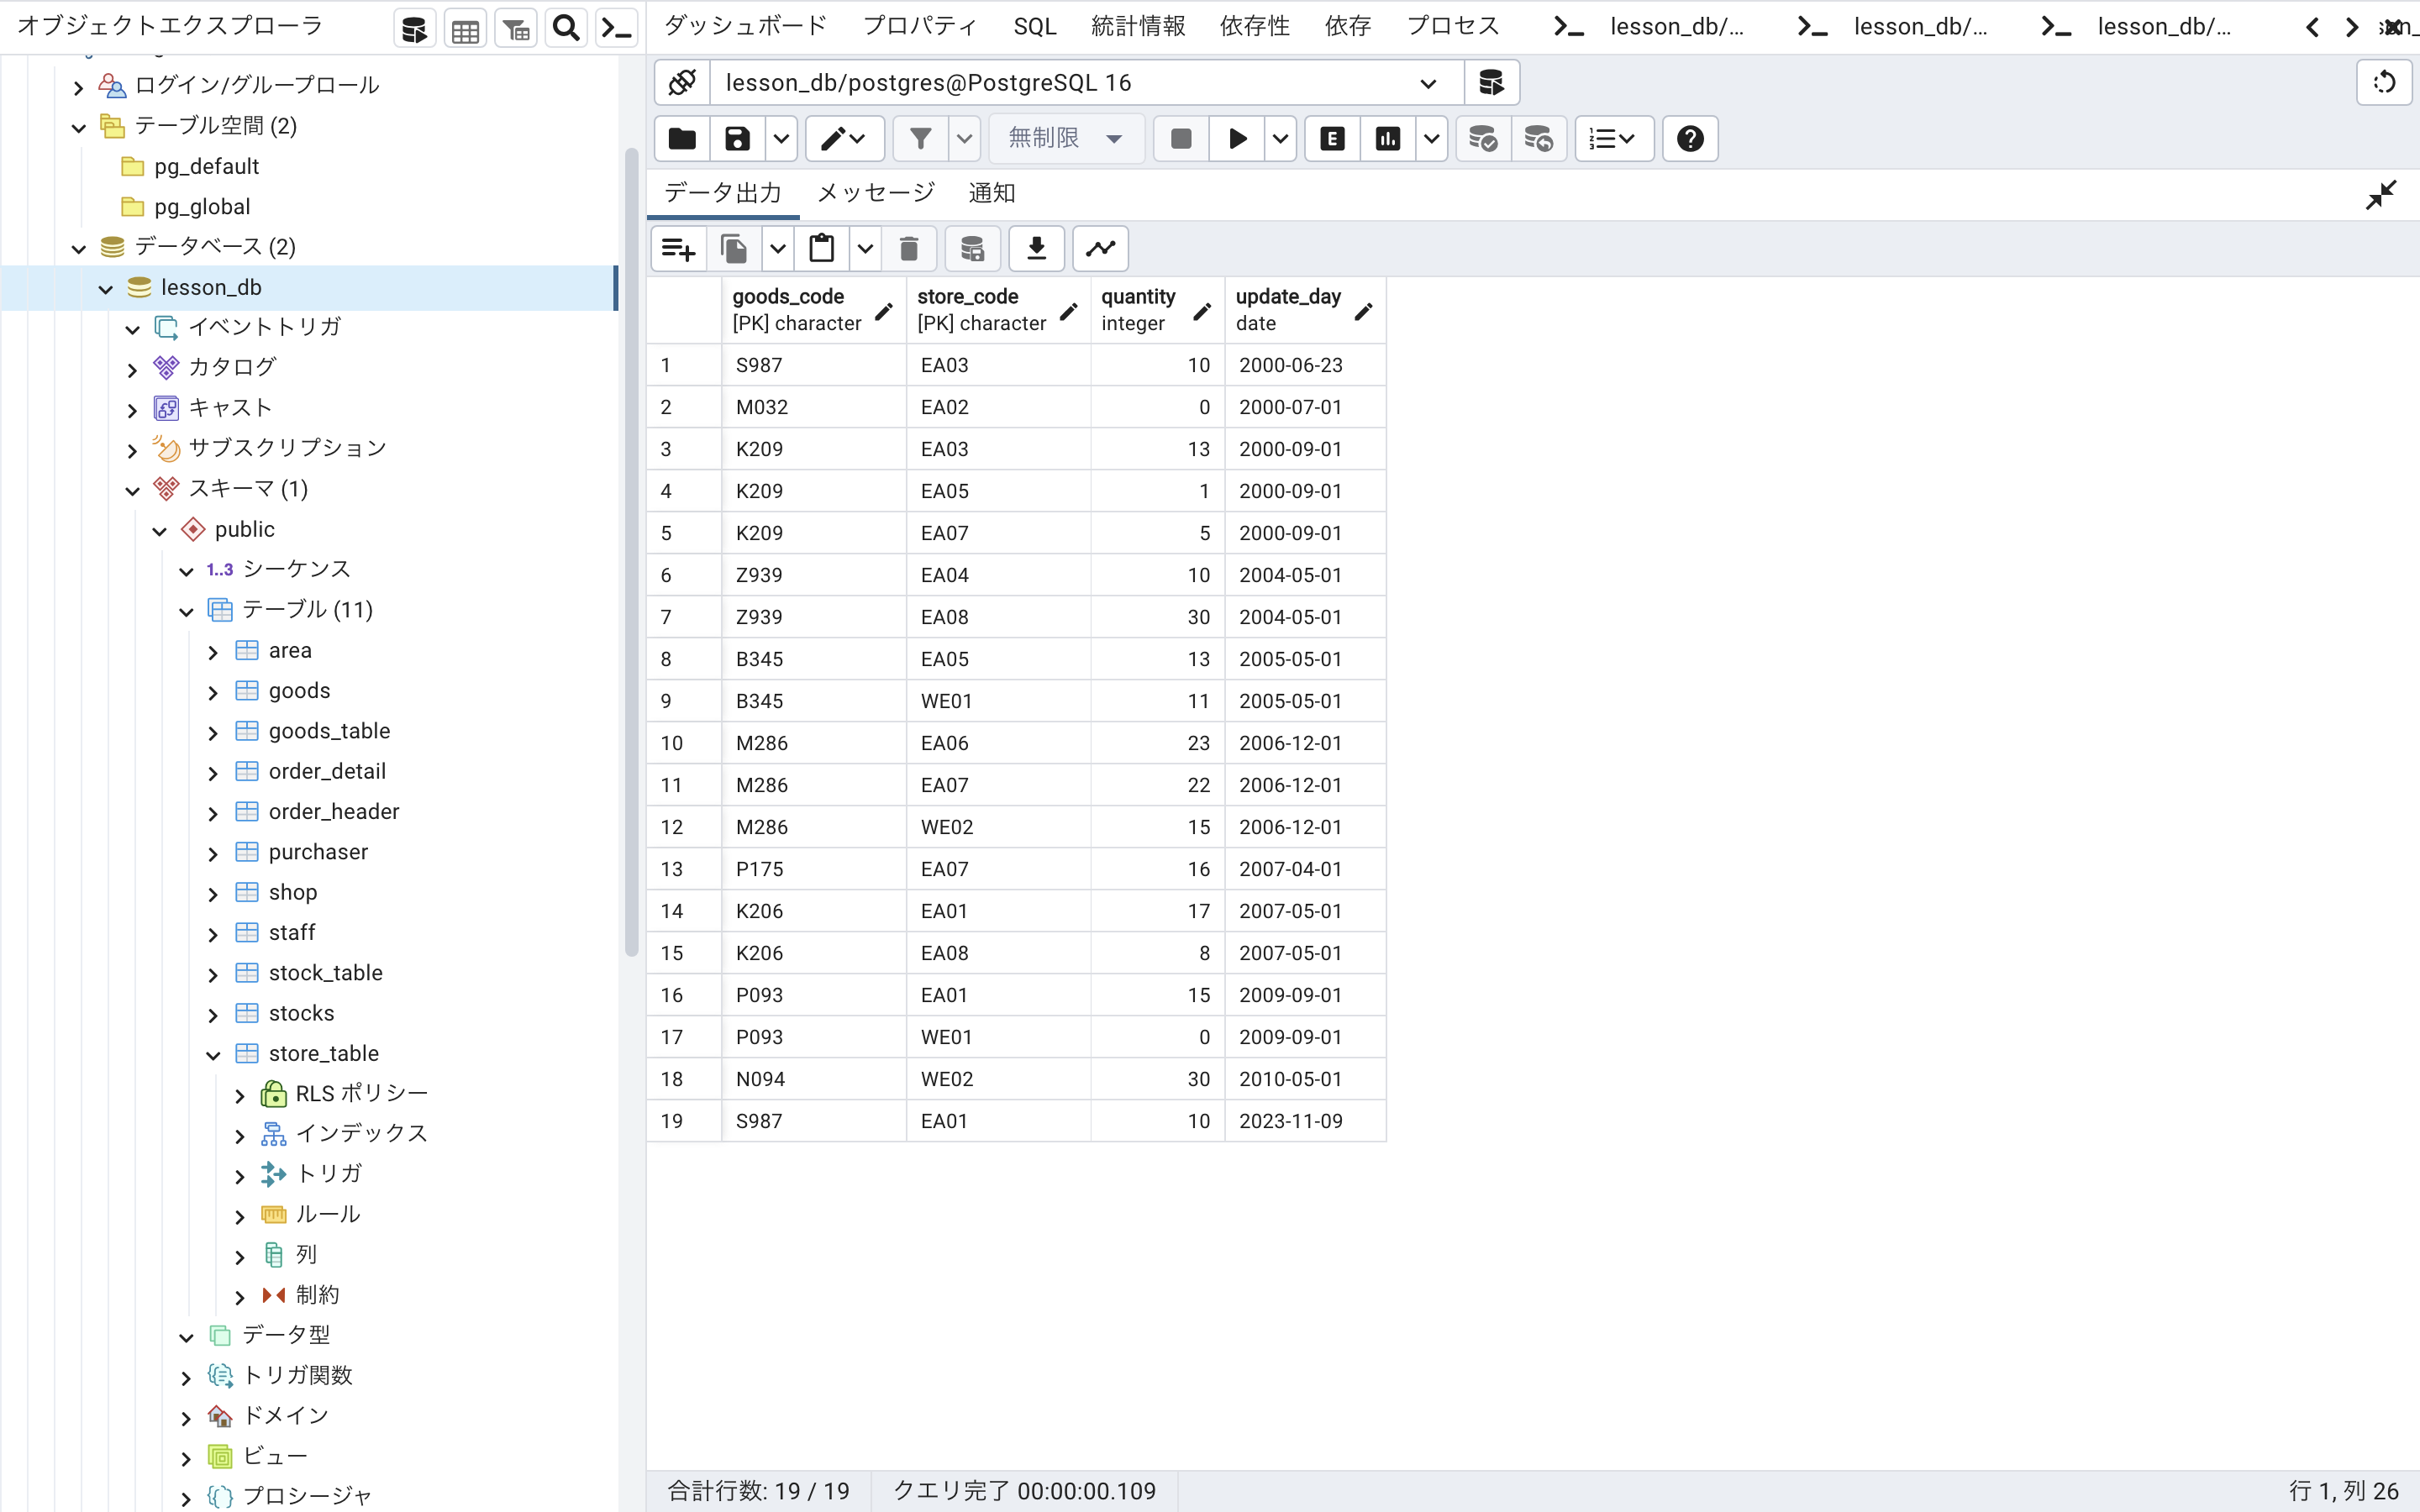 オブジェクトエクスプローラ
ログイン/グループロール
テーブル空間 (2)
pg_default
pg_global
データベース (2)
lesson_db
イベントトリガ
カタログ
キャスト
サブスクリプション
スキーマ (1)
public
1..3 シーケンス
テーブル (11)
area
goods
goods_table
order_detail
order_header
purchaser
shop
staff
stock_table
stocks
store_table
RLS ポリシー
インデックス
トリガ
ルール
列
制約
データ型
トリガ関数
ドメイン
ビュー
プロシージャ
ダッシュボード プロパティ SQL 統計情報 依存性 依存 プロセス lesson_db/... lesson_db/... lesson_db/...
lesson_db/postgres@PostgreSQL 16
無制限 E
データ出力 メッセージ 通知
goods_code store_code quantity update_day
[PK] character [PK] character integer date
1 S987 EA03 10 2000-06-23
2 M032 EA02 0 2000-07-01
3 K209 EA03 13 2000-09-01
4 K209 EA05 1 2000-09-01
5 K209 EA07 5 2000-09-01
6 Z939 EA04 10 2004-05-01
7 Z939 EA08 30 2004-05-01
8 B345 EA05 13 2005-05-01
9 B345 WE01 11 2005-05-01
10 M286 EA06 23 2006-12-01
11 M286 EA07 22 2006-12-01
12 M286 WE02 15 2006-12-01
13 P175 EA07 16 2007-04-01
14 K206 EA01 17 2007-05-01
15 K206 EA08 8 2007-05-01
16 P093 EA01 15 2009-09-01
17 P093 WE01 0 2009-09-01
18 N094 WE02 30 2010-05-01
19 S987 EA01 10 2023-11-09
合計行数: 19 / 19 クエリ完了 00:00:00.109 行 1, 列 26